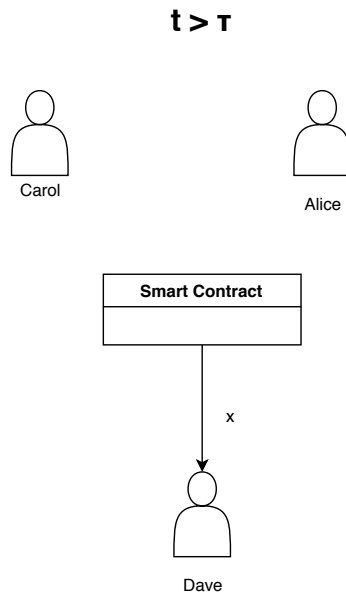 t > τ
Carol
Alice
Smart Contract
x
Dave